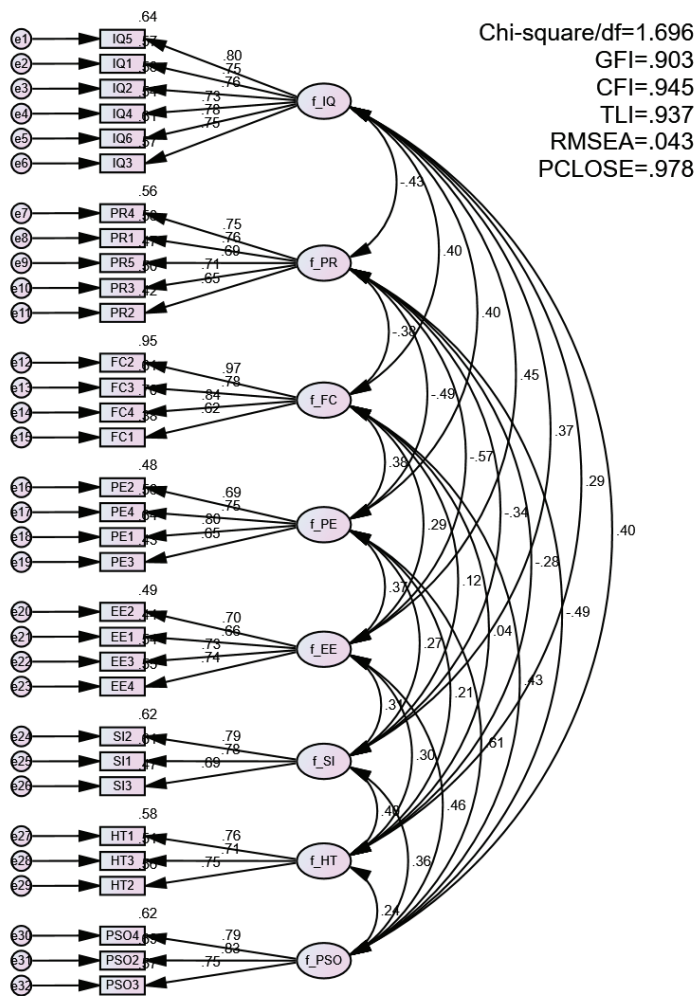 Chi-square/df=1.696
GFI=.903
CFI=.945
TLI=.937
RMSEA=.043
PCLOSE=.978
.64
e1 IQ5 .80
e2 IQ1 .75
e3 IQ2 .76
e4 IQ4 .73
e5 IQ6 .78
e6 IQ3 .75
f_IQ
-.43
.56
e7 PR4 .75
e8 PR1 .76
e9 PR5 .69
e10 PR3 .71
e11 PR2 .65
f_PR
.40
.40
-.38
.45
.37
-.49
.29
-.57
.40
.95
e12 FC2 .97
e13 FC3 .78
e14 FC4 .84
e15 FC1 .62
f_FC
.38
-.34
.29
-.28
.12
-.49
.48
e16 PE2 .69
e17 PE4 .75
e18 PE1 .80
e19 PE3 .65
f_PE
.37
.04
.27
.43
.21
.49
e20 EE2 .70
e21 EE1 .66
e22 EE3 .73
e23 EE4 .74
f_EE
.31
.30
.61
.46
.62
e24 SI2 .79
e25 SI1 .78
e26 SI3 .69
f_SI
.36
.58
e27 HT1 .76
e28 HT3 .71
e29 HT2 .75
f_HT
.24
.62
e30 PSO4 .79
e31 PSO2 .83
e32 PSO3 .75
f_PSO